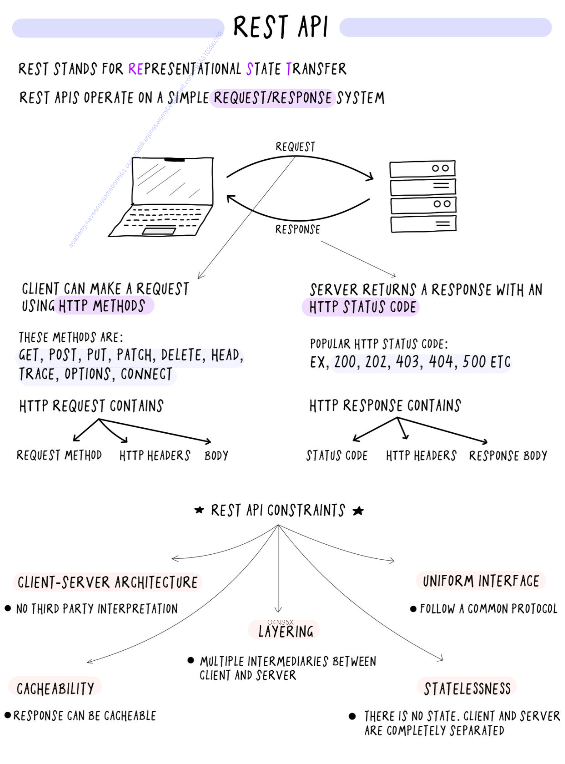 REST API
REST STANDS FOR REPRESENTATIONAL STATE TRANSFER
REST APIS OPERATE ON A SIMPLE REQUEST/RESPONSE SYSTEM
REQUEST
RESPONSE
CLIENT CAN MAKE A REQUEST
USING HTTP METHODS
THESE METHODS ARE:
GET, POST, PUT, PATCH, DELETE, HEAD,
TRACE, OPTIONS, CONNECT
HTTP REQUEST CONTAINS
REQUEST METHOD HTTP HEADERS BODY
SERVER RETURNS A RESPONSE WITH AN
HTTP STATUS CODE
POPULAR HTTP STATUS CODE:
EX, 200, 202, 403, 404, 500 ETC
HTTP RESPONSE CONTAINS
STATUS CODE HTTP HEADERS RESPONSE BODY
★ REST API CONSTRAINTS ★
CLIENT-SERVER ARCHITECTURE
● NO THIRD PARTY INTERPRETATION
UNIFORM INTERFACE
● FOLLOW A COMMON PROTOCOL
LAYERING
● MULTIPLE INTERMEDIARIES BETWEEN
CLIENT AND SERVER
CACHEABILITY
● RESPONSE CAN BE CACHEABLE
STATELESSNESS
● THERE IS NO STATE. CLIENT AND SERVER
ARE COMPLETELY SEPARATED